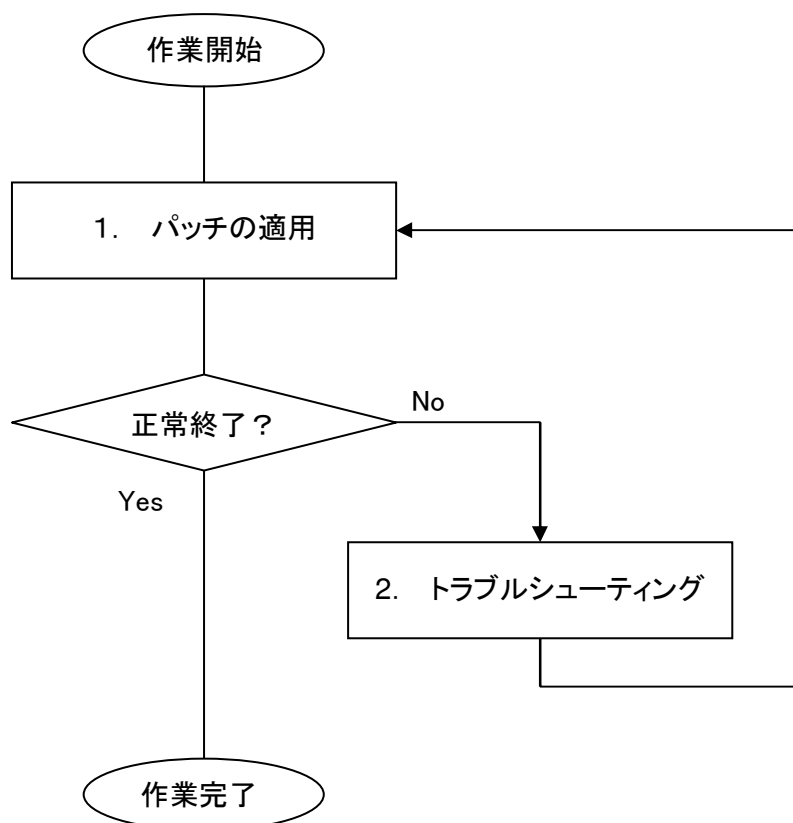 作業開始
１.　パッチの適用
正常終了？
No
Yes
2.　トラブルシューティング
作業完了